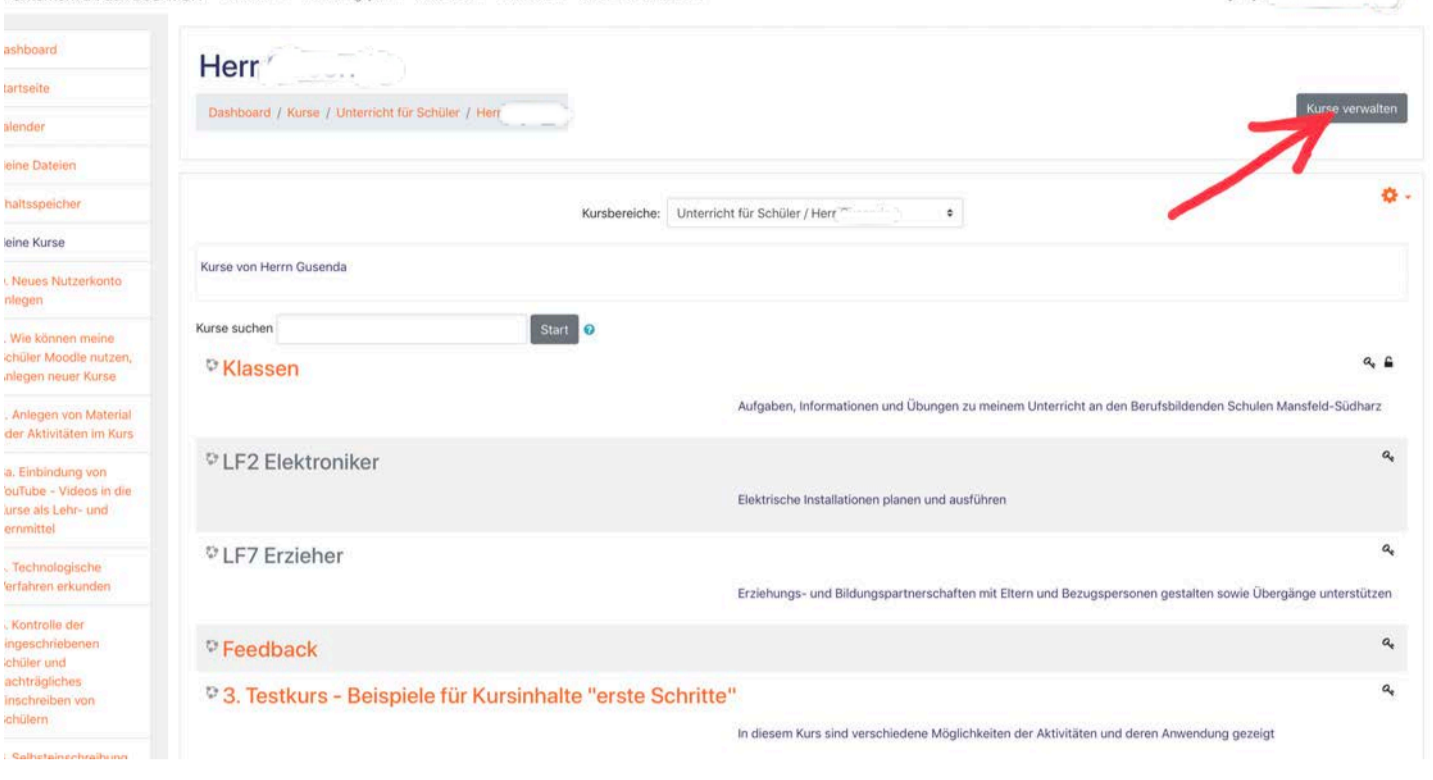 Herr
Dashboard / Kurse / Unterricht für Schüler /
Kurse verwalten
Kursbereiche: Unterricht für Schüler / Herr
Kurse von Herrn Gusenda
Kurse suchen Start
Klassen
Aufgaben, Informationen und Übungen zu meinem Unterricht an den Berufsbildenden Schulen Mansfeld-Südharz
LF2 Elektroniker
Elektrische Installationen planen und ausführen
LF7 Erzieher
Erziehungs- und Bildungspartnerschaften mit Eltern und Bezugspersonen gestalten sowie Übergänge unterstützen
Feedback
3. Testkurs - Beispiele für Kursinhalte "erste Schritte"
In diesem Kurs sind verschiedene Möglichkeiten der Aktivitäten und deren Anwendung gezeigt
ashboard
tartseite
alender
eine Dateien
haltsspeicher
eine Kurse
. Neues Nutzerkonto
nlegen
. Wie können meine
chüler Moodle nutzen,
nlegen neuer Kurse
. Anlegen von Material
der Aktivitäten im Kurs
a. Einbindung von
ouTube - Videos in die
urse als Lehr- und
ernmittel
. Technologische
erfahren erkunden
. Kontrolle der
ingeschriebenen
chüler und
achträgliches
inschreiben von
chülern
. Selbsteinschreibung